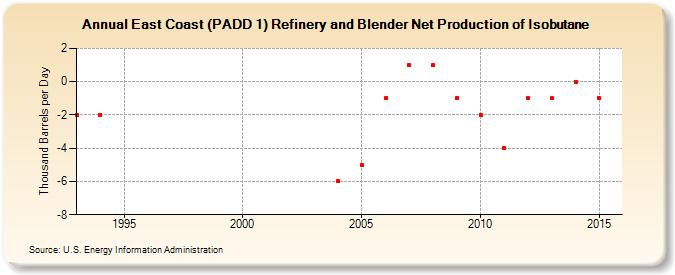 Annual East Coast (PADD 1) Refinery and Blender Net Production of Isobutane
Thousand Barrels per Day
2
0
-2
-4
-6
-8
1995 2000 2005 2010 2015
Source: U.S. Energy Information Administration